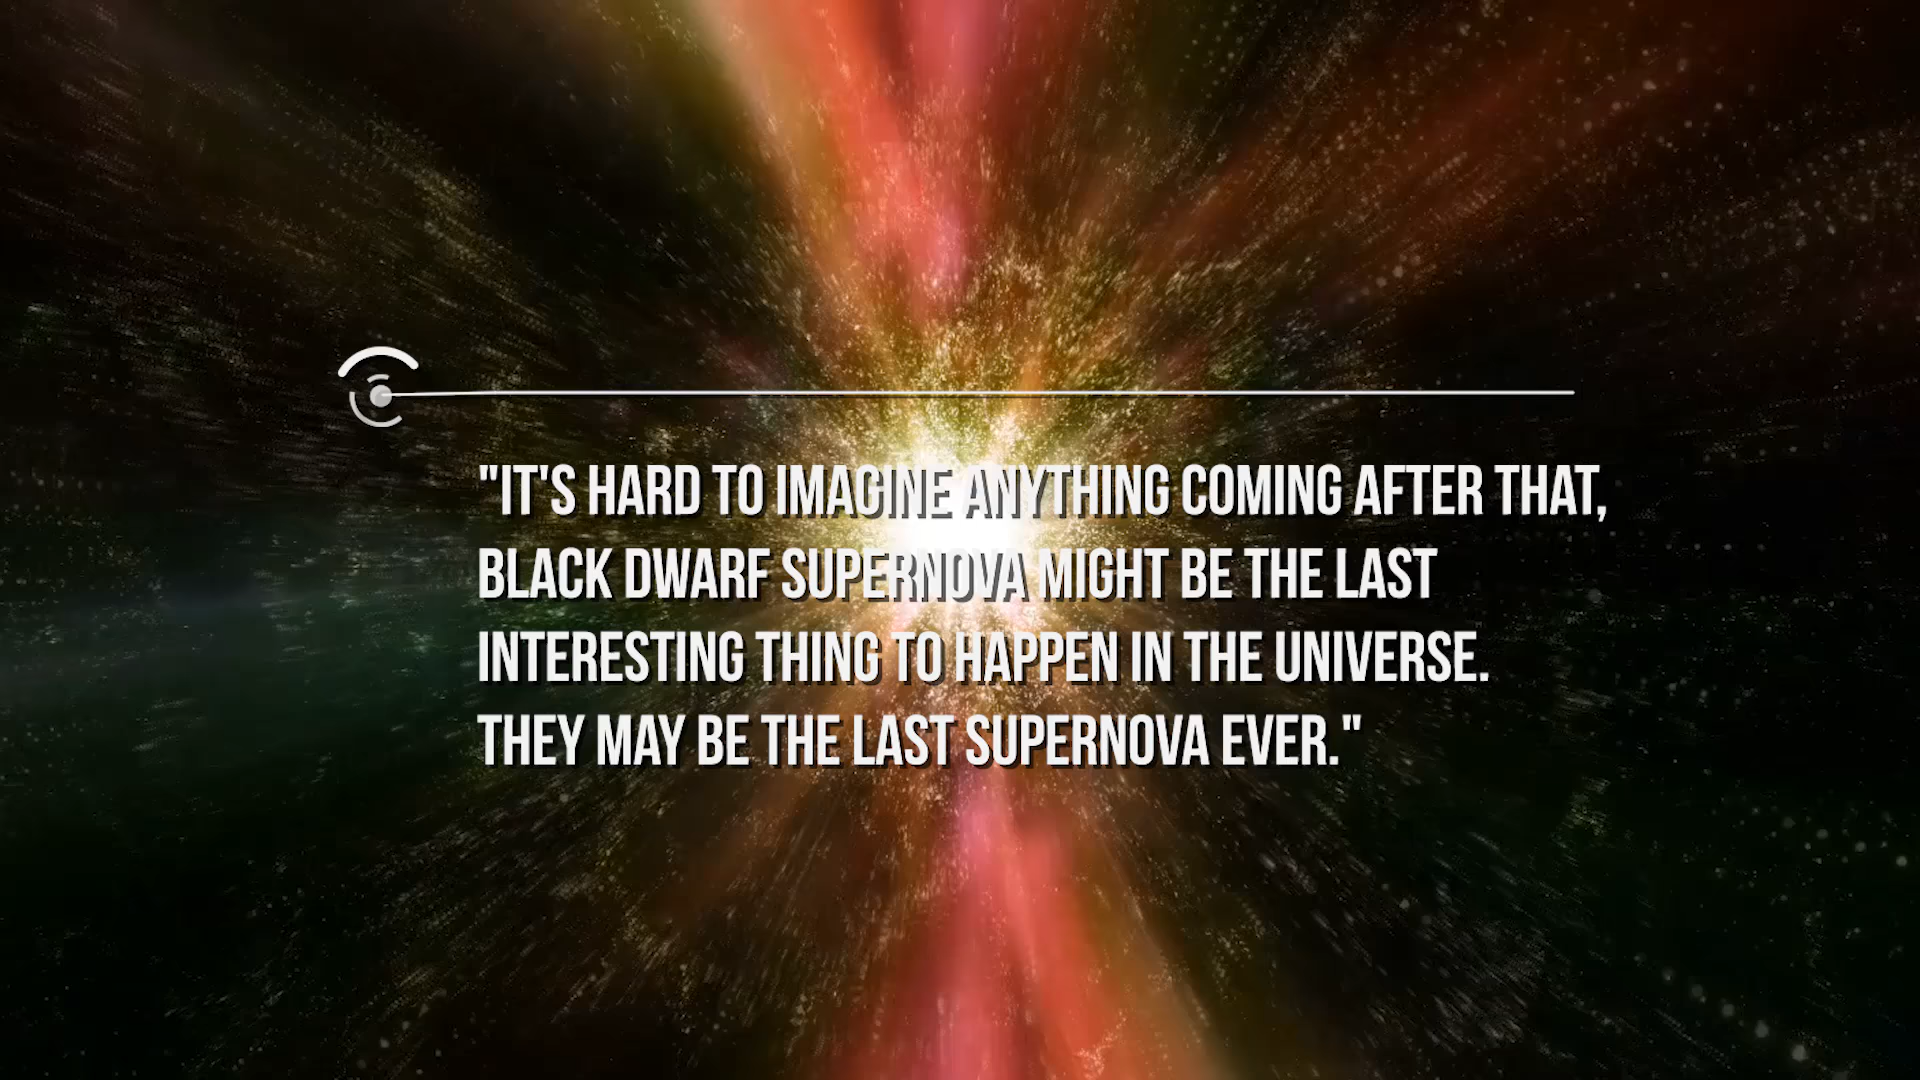 "IT'S HARD TO IMAGINE ANYTHING COMING AFTER THAT,
BLACK DWARF SUPERNOVA MIGHT BE THE LAST
INTERESTING THING TO HAPPEN IN THE UNIVERSE.
THEY MAY BE THE LAST SUPERNOVA EVER."